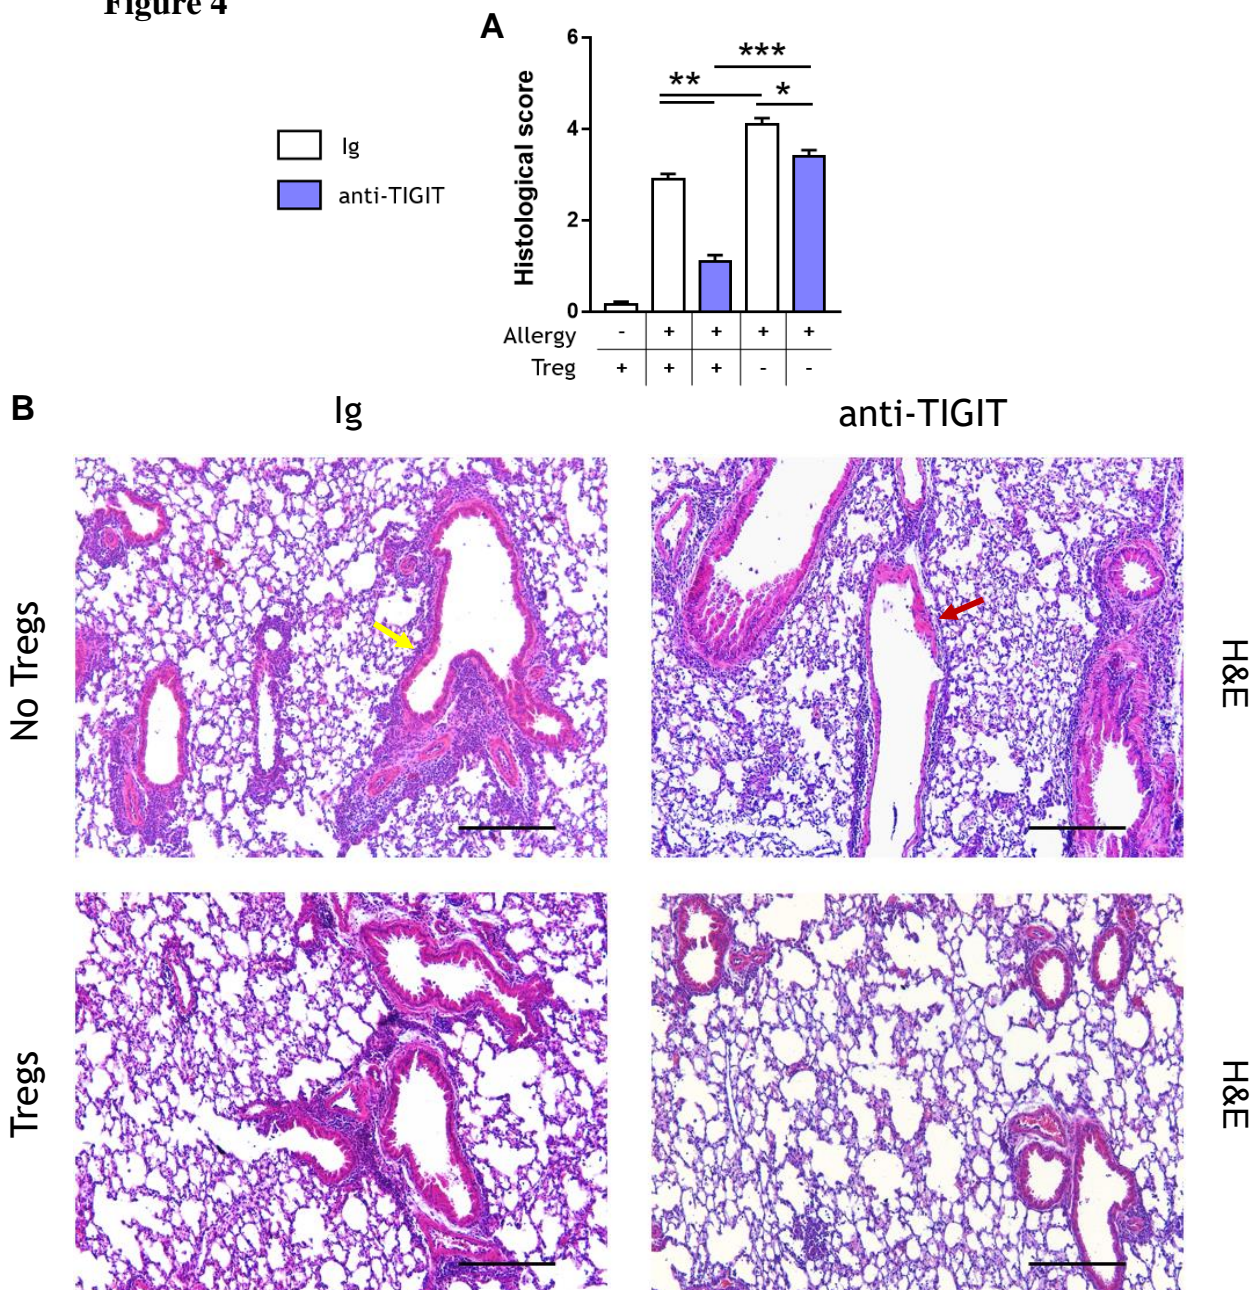 Figure 4
A
6
4
2
0
Histological score
***
**
*
Ig
anti-TIGIT
Allergy - + + + +
Treg + + + - -
B
Ig
anti-TIGIT
No Tregs
H&E
Tregs
H&E